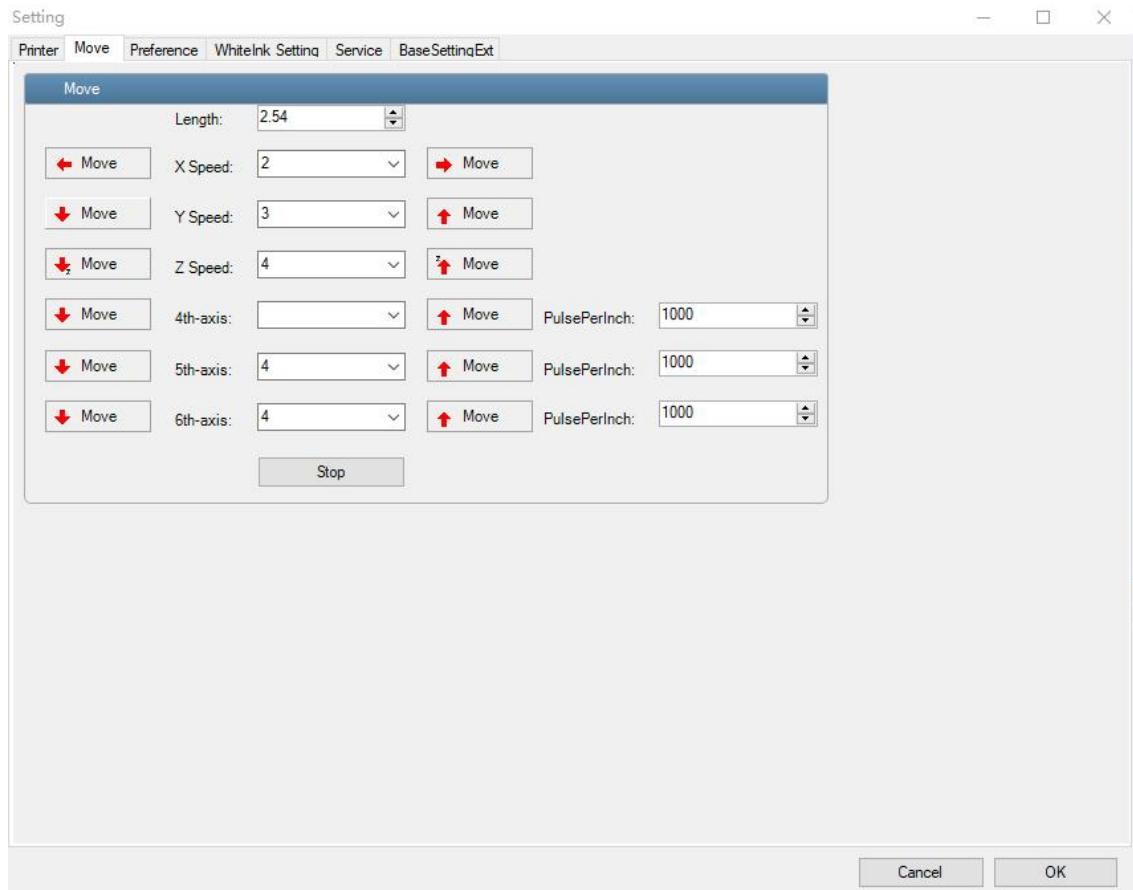 Setting
Printer Move Preference WhiteInk Setting Service BaseSettingExt
Move
Length: 2.54
Move X Speed: 2 Move
Move Y Speed: 3 Move
z Move Z Speed: 4 z Move
Move 4th-axis: Move PulsePerInch: 1000
Move 5th-axis: 4 Move PulsePerInch: 1000
Move 6th-axis: 4 Move PulsePerInch: 1000
Stop
Cancel OK